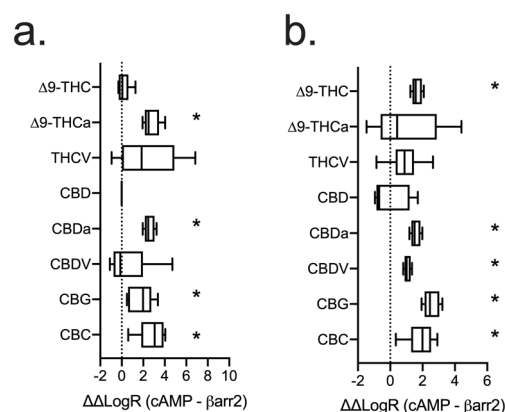 a.
Δ9-THC
Δ9-THCa
THCV
CBD
CBDa
CBDV
CBG
CBC
*
*
*
*
-2 0 2 4 6 8 10
ΔΔLogR (cAMP - βarr2)
b.
Δ9-THC
Δ9-THCa
THCV
CBD
CBDa
CBDV
CBG
CBC
*
*
*
*
*
-2 0 2 4 6
ΔΔLogR (cAMP - βarr2)